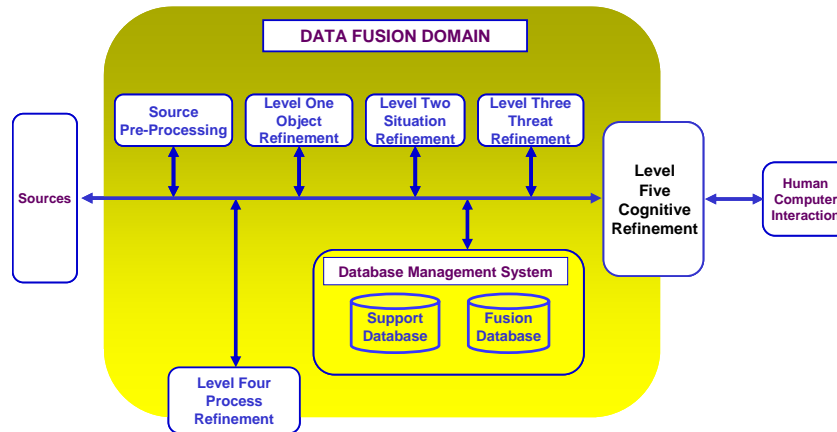 DATA FUSION DOMAIN
Source
Pre-Processing
Level One
Object
Refinement
Level Two
Situation
Refinement
Level Three
Threat
Refinement
Sources
Level
Five
Cognitive
Refinement
Human
Computer
Interaction
Database Management System
Support
Database
Fusion
Database
Level Four
Process
Refinement